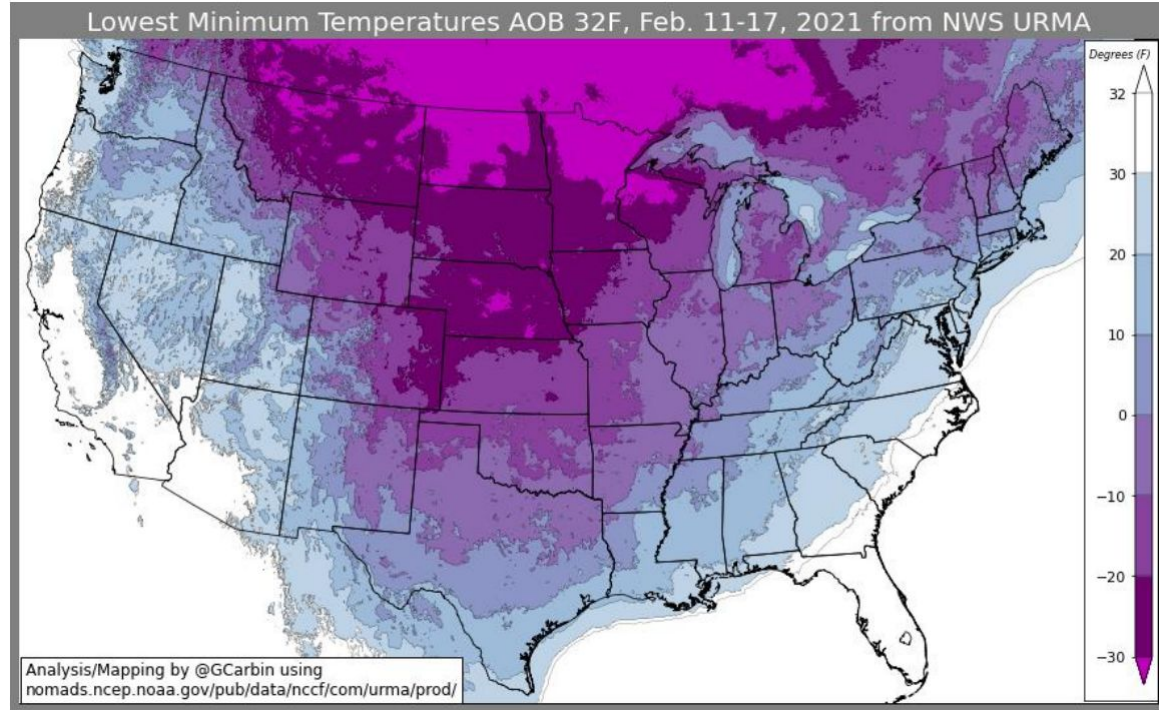 Lowest Minimum Temperatures AOB 32F, Feb. 11-17, 2021 from NWS URMA
Degrees (F)
32
30
20
10
0
−10
−20
−30
Analysis/Mapping by @GCarbin using
nomads.ncep.noaa.gov/pub/data/nccf/com/urma/prod/